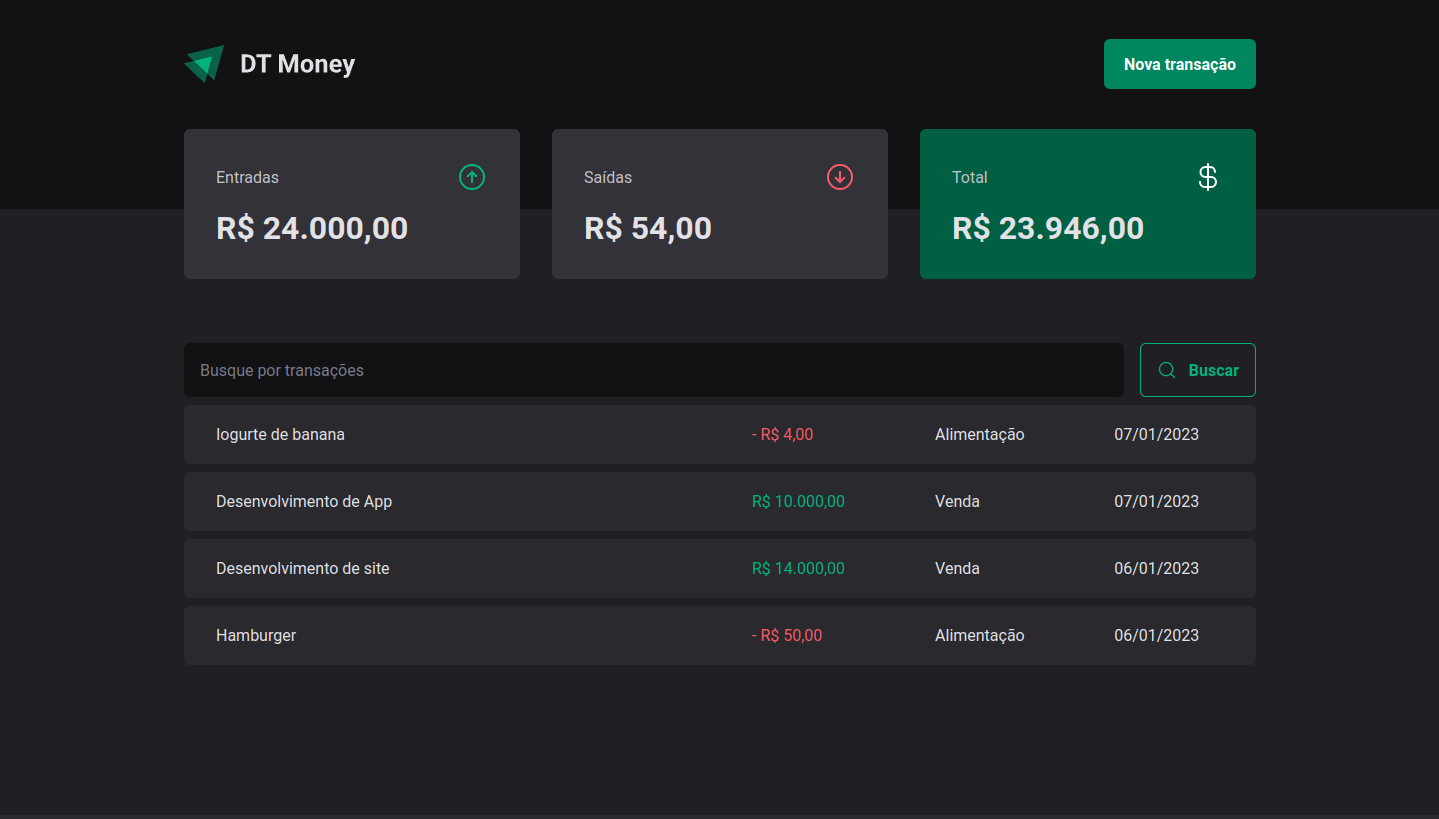 DT Money
Nova transação
Entradas
R$ 24.000,00
Saídas
R$ 54,00
Total
R$ 23.946,00
Busque por transações
Buscar
Iogurte de banana - R$ 4,00 Alimentação 07/01/2023
Desenvolvimento de App R$ 10.000,00 Venda 07/01/2023
Desenvolvimento de site R$ 14.000,00 Venda 06/01/2023
Hamburger - R$ 50,00 Alimentação 06/01/2023